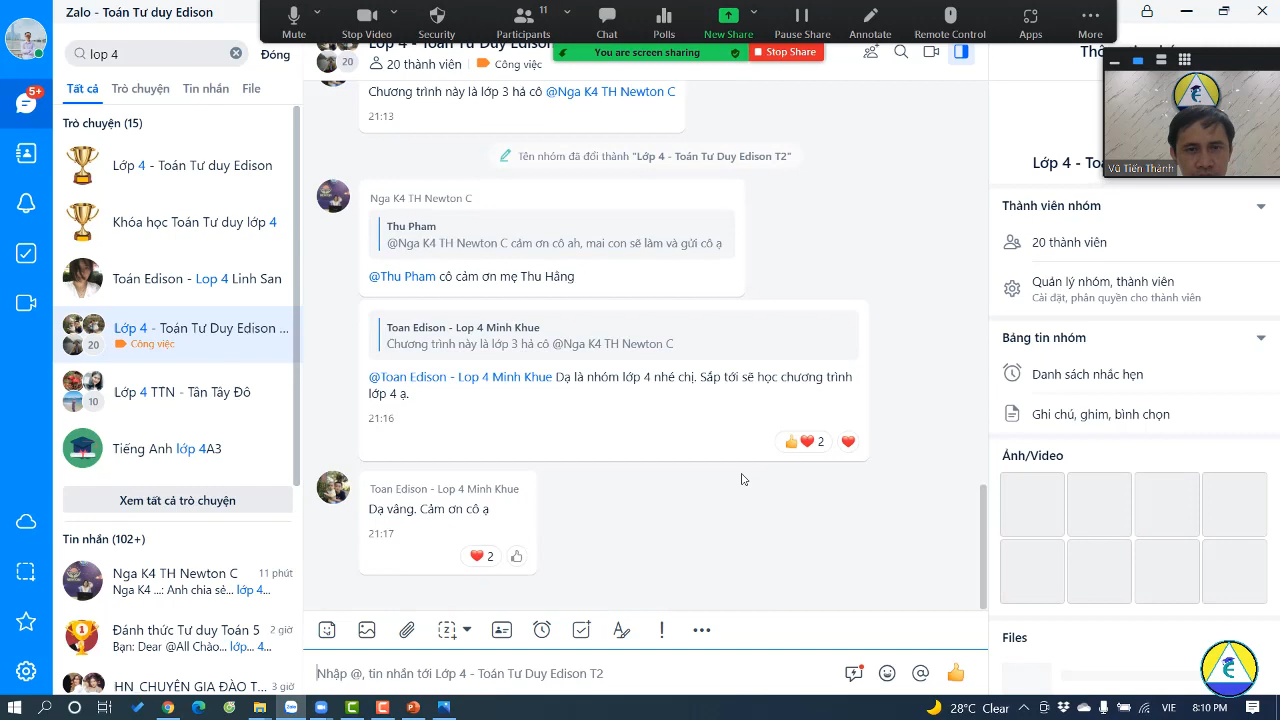 Zalo - Toán Tư duy Edison
Mute
Stop Video
Security
Participants
11
Chat
Polls
New Share
Pause Share
Annotate
Remote Control
Apps
More
You are screen sharing
Stop Share
lop 4
Đóng
Tất cả
Trò chuyện
Tin nhắn
File
Trò chuyện (15)
Lớp 4 - Toán Tư duy Edison
Khóa học Toán Tư duy lớp 4
Toán Edison - Lop 4 Linh San
Lớp 4 - Toán Tư Duy Edison ...
Công việc
20
Lớp 4 TTN - Tân Tây Đô
10
Tiếng Anh lớp 4A3
Xem tất cả trò chuyện
Tin nhắn (102+)
Nga K4 TH Newton C
11 phút
Nga K4 ...: Anh chia sẻ... lớp 4...
Đánh thức Tư duy Toán 5
2 giờ
Bạn: Dear @All Chào... lớp... 4...
HN_CHUYÊN GIA ĐÀO T...
3 giờ
5+
Lớp 4 - Toán Tư Duy Edison
20
20 thành viên
Công việc
Chương trình này là lớp 3 hả cô @Nga K4 TH Newton C
21:13
Tên nhóm đã đổi thành "Lớp 4 - Toán Tư Duy Edison T2"
Nga K4 TH Newton C
Thu Pham
@Nga K4 TH Newton C cảm ơn cô ah, mai con sẽ làm và gửi cô ạ
@Thu Pham cô cảm ơn mẹ Thu Hằng
Toan Edison - Lop 4 Minh Khue
Chương trình này là lớp 3 hả cô @Nga K4 TH Newton C
@Toan Edison - Lop 4 Minh Khue Dạ là nhóm lớp 4 nhé chị. Sắp tới sẽ học chương trình
lớp 4 ạ.
21:16
2
Toan Edison - Lop 4 Minh Khue
Dạ vâng. Cảm ơn cô ạ
21:17
2
Nhập @, tin nhắn tới Lớp 4 - Toán Tư Duy Edison T2
Vũ Tiến Thành
Lớp 4 - To
Thành viên nhóm
20 thành viên
Quản lý nhóm, thành viên
Cài đặt, phân quyền cho thành viên
Bảng tin nhóm
Danh sách nhắc hẹn
Ghi chú, ghim, bình chọn
Ảnh/Video
Files
28°C Clear
VIE
8:10 PM